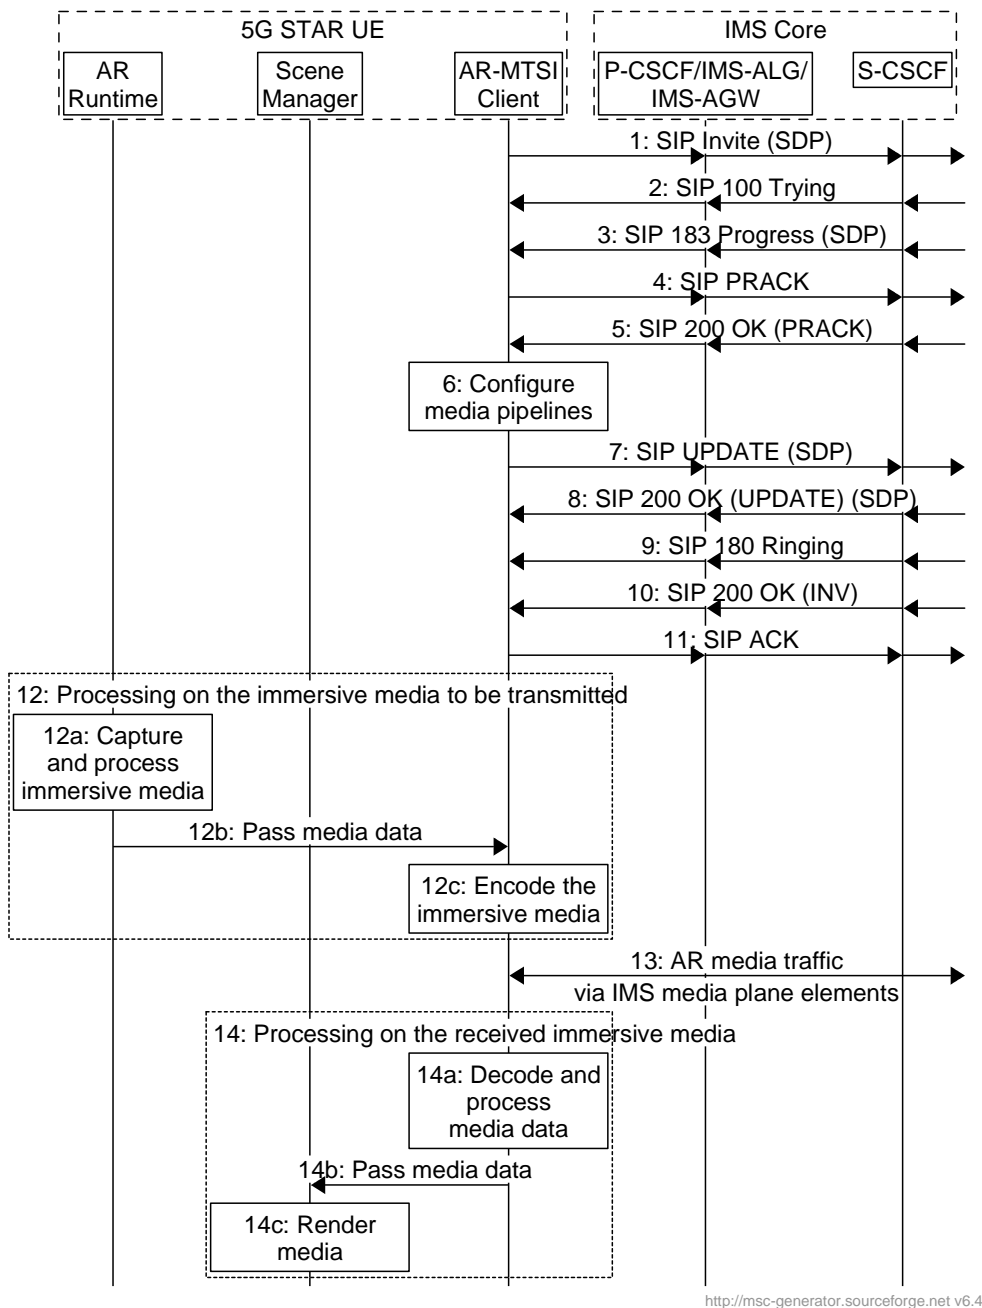 5G STAR UE
IMS Core
AR
Runtime
Scene
Manager
AR-MTSI
Client
P-CSCF/IMS-ALG/
IMS-AGW
S-CSCF
1: SIP Invite (SDP)
2: SIP 100 Trying
3: SIP 183 Progress (SDP)
4: SIP PRACK
5: SIP 200 OK (PRACK)
6: Configure
media pipelines
7: SIP UPDATE (SDP)
8: SIP 200 OK (UPDATE) (SDP)
9: SIP 180 Ringing
10: SIP 200 OK (INV)
11: SIP ACK
12: Processing on the immersive media to be transmitted
12a: Capture
and process
immersive media
12b: Pass media data
12c: Encode the
immersive media
13: AR media traffic
via IMS media plane elements
14: Processing on the received immersive media
14a: Decode and
process
media data
14b: Pass media data
14c: Render
media
http://msc-generator.sourceforge.net v6.4